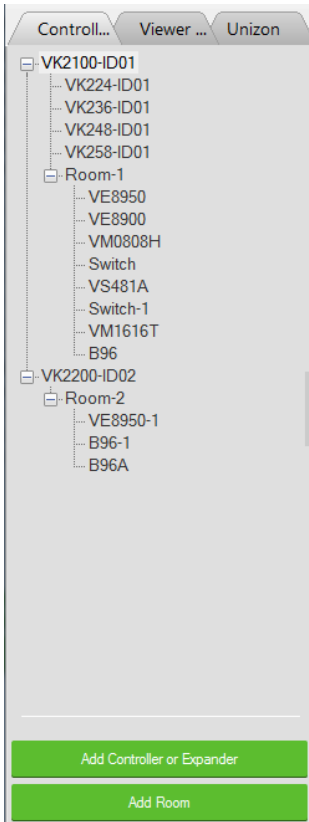 Controll... Viewer ... Unizon
VK2100-ID01
VK224-ID01
VK236-ID01
VK248-ID01
VK258-ID01
Room-1
VE8950
VE8900
VM0808H
Switch
VS481A
Switch-1
VM1616T
B96
VK2200-ID02
Room-2
VE8950-1
B96-1
B96A
Add Controller or Expander
Add Room